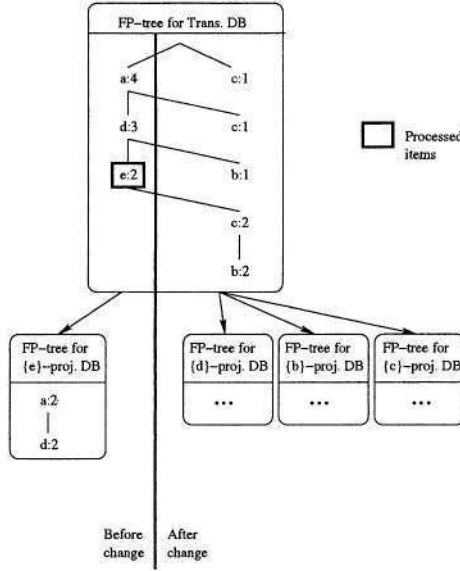 FP-tree for Trans. DB
a:4
c:1
d:3
c:1
e:2
b:1
c:2
b:2
Processed
items
FP-tree for
{e}-proj. DB
a:2
d:2
FP-tree for
{d}-proj. DB
...
FP-tree for
{b}-proj. DB
...
FP-tree for
{c}-proj. DB
...
Before
change
After
change